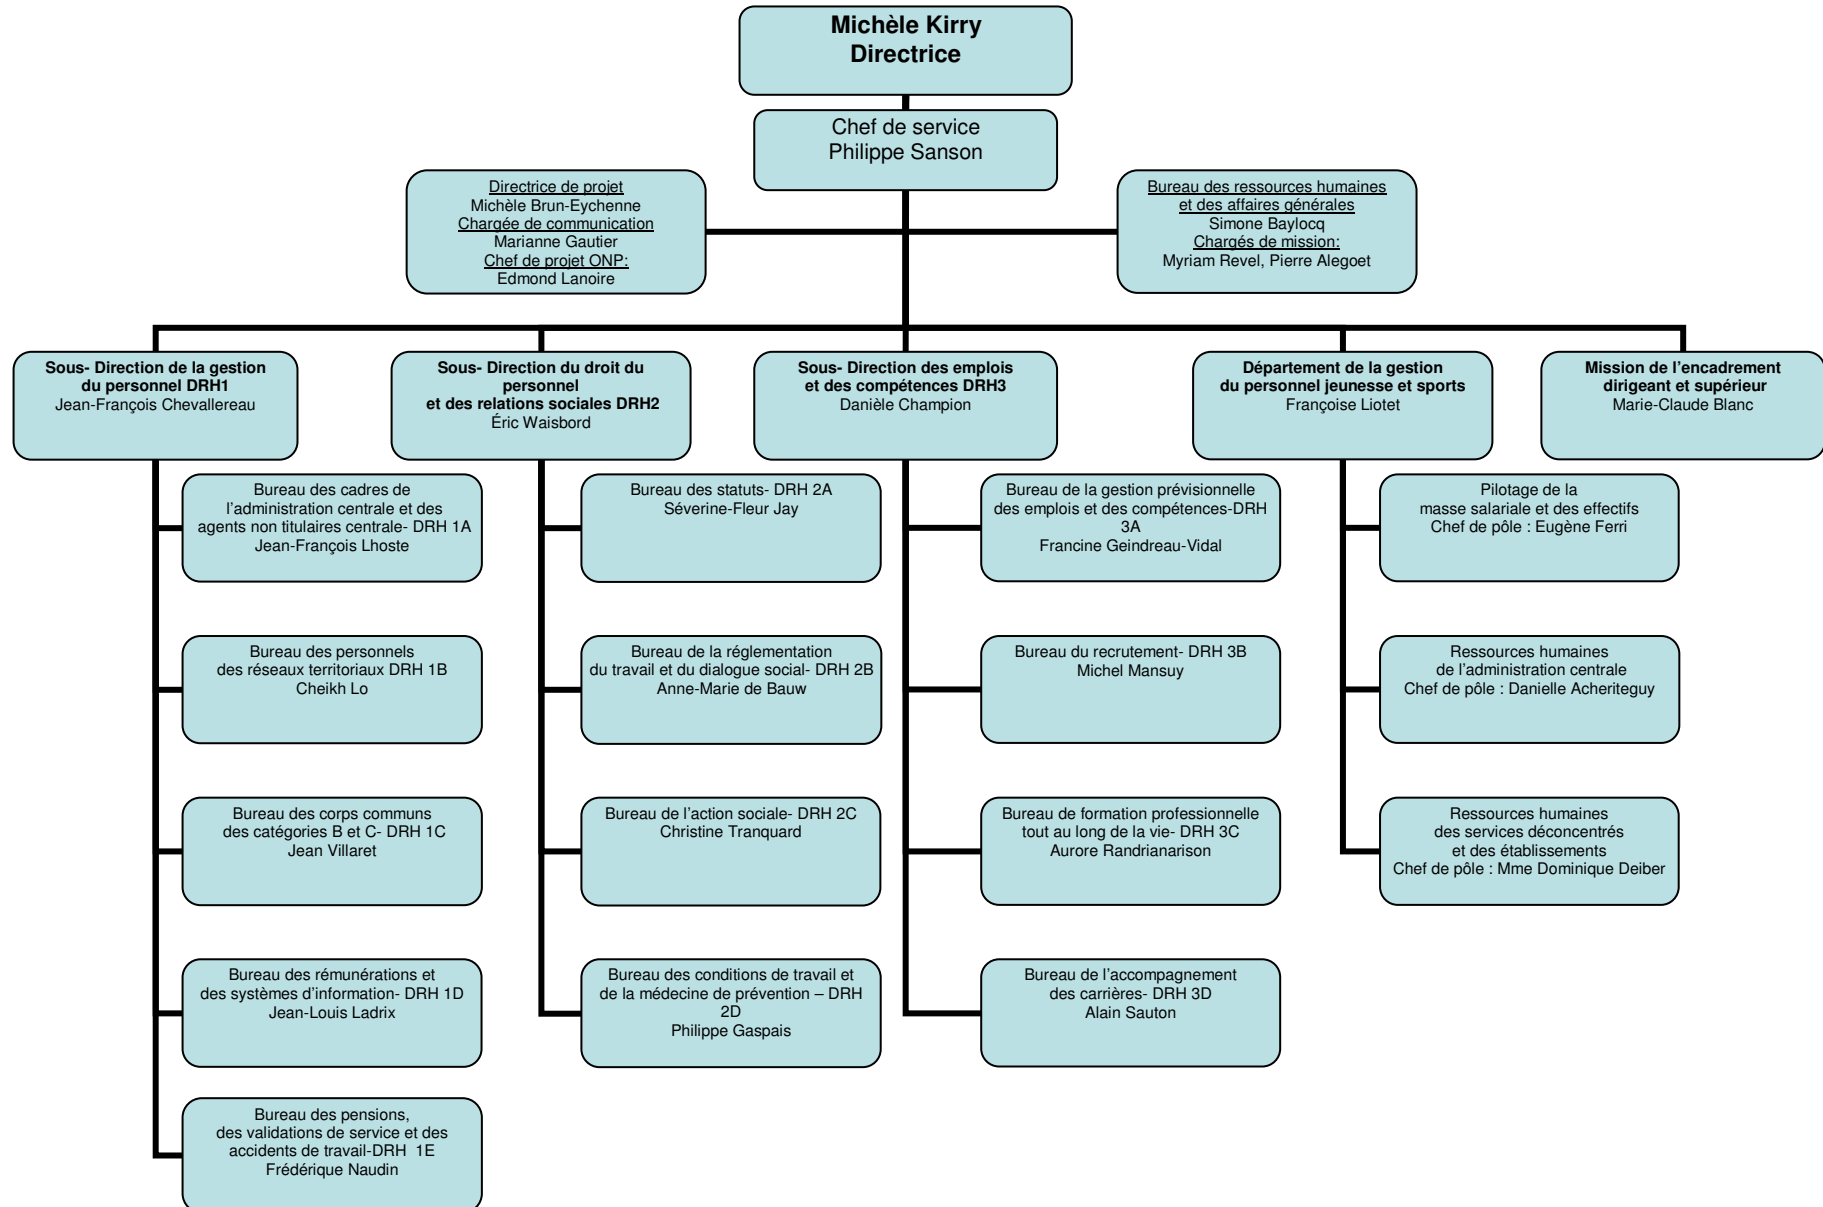 Michèle Kirry
Directrice
Chef de service
Philippe Sanson
Directrice de projet
Michèle Brun-Eychenne
Chargée de communication
Marianne Gautier
Chef de projet ONP:
Edmond Lanoire
Bureau des ressources humaines
et des affaires générales
Simone Baylocq
Chargés de mission:
Myriam Revel, Pierre Alegoet
Sous- Direction de la gestion
du personnel DRH1
Jean-François Chevallereau
Sous- Direction du droit du
personnel
et des relations sociales DRH2
Éric Waisbord
Sous- Direction des emplois
et des compétences DRH3
Danièle Champion
Département de la gestion
du personnel jeunesse et sports
Françoise Liotet
Mission de l’encadrement
dirigeant et supérieur
Marie-Claude Blanc
Bureau des cadres de
l’administration centrale et des
agents non titulaires centrale- DRH 1A
Jean-François Lhoste
Bureau des statuts- DRH 2A
Séverine-Fleur Jay
Bureau de la gestion prévisionnelle
des emplois et des compétences-DRH
3A
Francine Geindreau-Vidal
Pilotage de la
masse salariale et des effectifs
Chef de pôle : Eugène Ferri
Bureau des personnels
des réseaux territoriaux DRH 1B
Cheikh Lo
Bureau de la réglementation
du travail et du dialogue social- DRH 2B
Anne-Marie de Bauw
Bureau du recrutement- DRH 3B
Michel Mansuy
Ressources humaines
de l’administration centrale
Chef de pôle : Danielle Acheriteguy
Bureau des corps communs
des catégories B et C- DRH 1C
Jean Villaret
Bureau de l’action sociale- DRH 2C
Christine Tranquard
Bureau de formation professionnelle
tout au long de la vie- DRH 3C
Aurore Randrianarison
Ressources humaines
des services déconcentrés
et des établissements
Chef de pôle : Mme Dominique Deiber
Bureau des rémunérations et
des systèmes d’information- DRH 1D
Jean-Louis Ladrix
Bureau des conditions de travail et
de la médecine de prévention – DRH
2D
Philippe Gaspais
Bureau de l’accompagnement
des carrières- DRH 3D
Alain Sauton
Bureau des pensions,
des validations de service et des
accidents de travail-DRH 1E
Frédérique Naudin